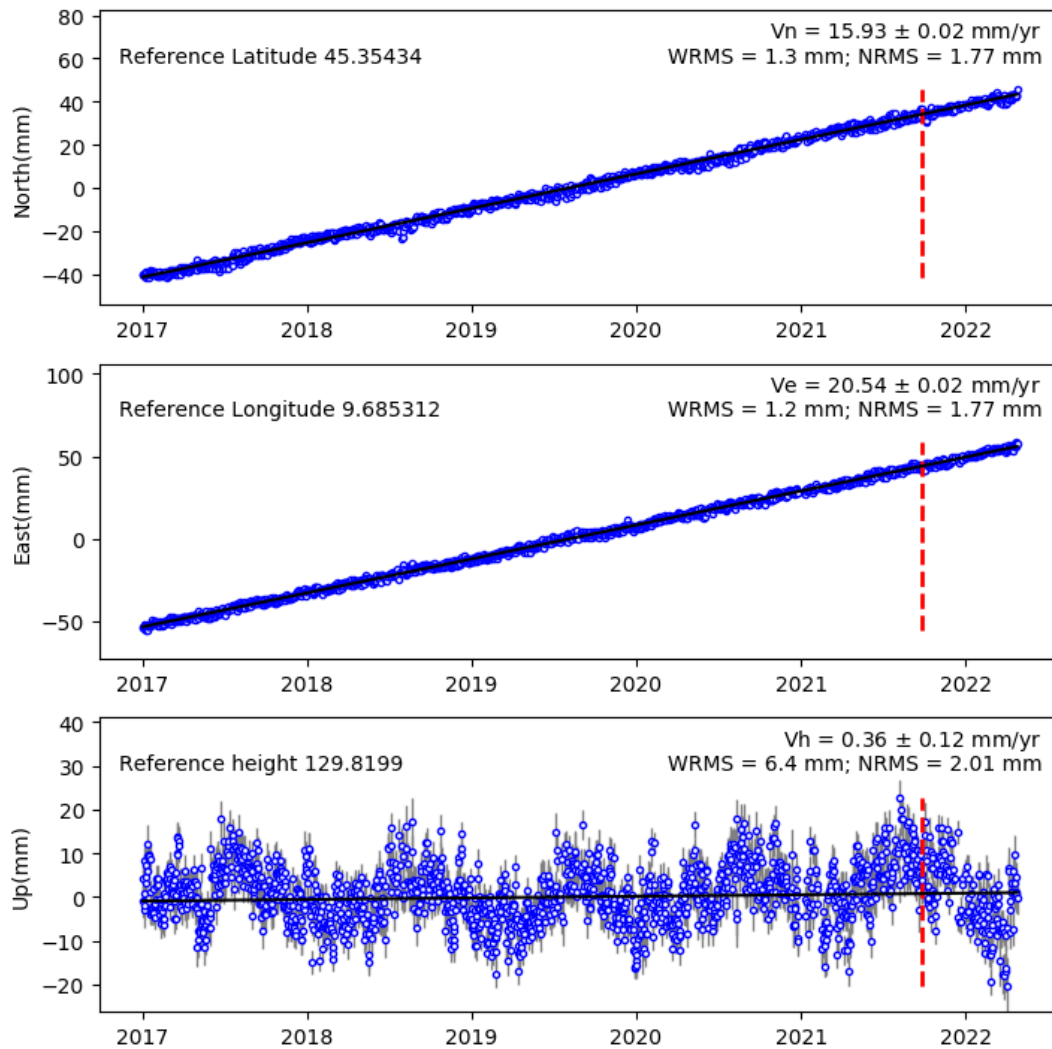 80
Vn = 15.93 ± 0.02 mm/yr
Reference Latitude 45.35434
WRMS = 1.3 mm; NRMS = 1.77 mm
60
40
20
0
−20
−40
North(mm)
2017 2018 2019 2020 2021 2022
100
Ve = 20.54 ± 0.02 mm/yr
Reference Longitude 9.685312
WRMS = 1.2 mm; NRMS = 1.77 mm
50
0
−50
East(mm)
2017 2018 2019 2020 2021 2022
40
Vh = 0.36 ± 0.12 mm/yr
Reference height 129.8199
WRMS = 6.4 mm; NRMS = 2.01 mm
30
20
10
0
−10
−20
Up(mm)
2017 2018 2019 2020 2021 2022